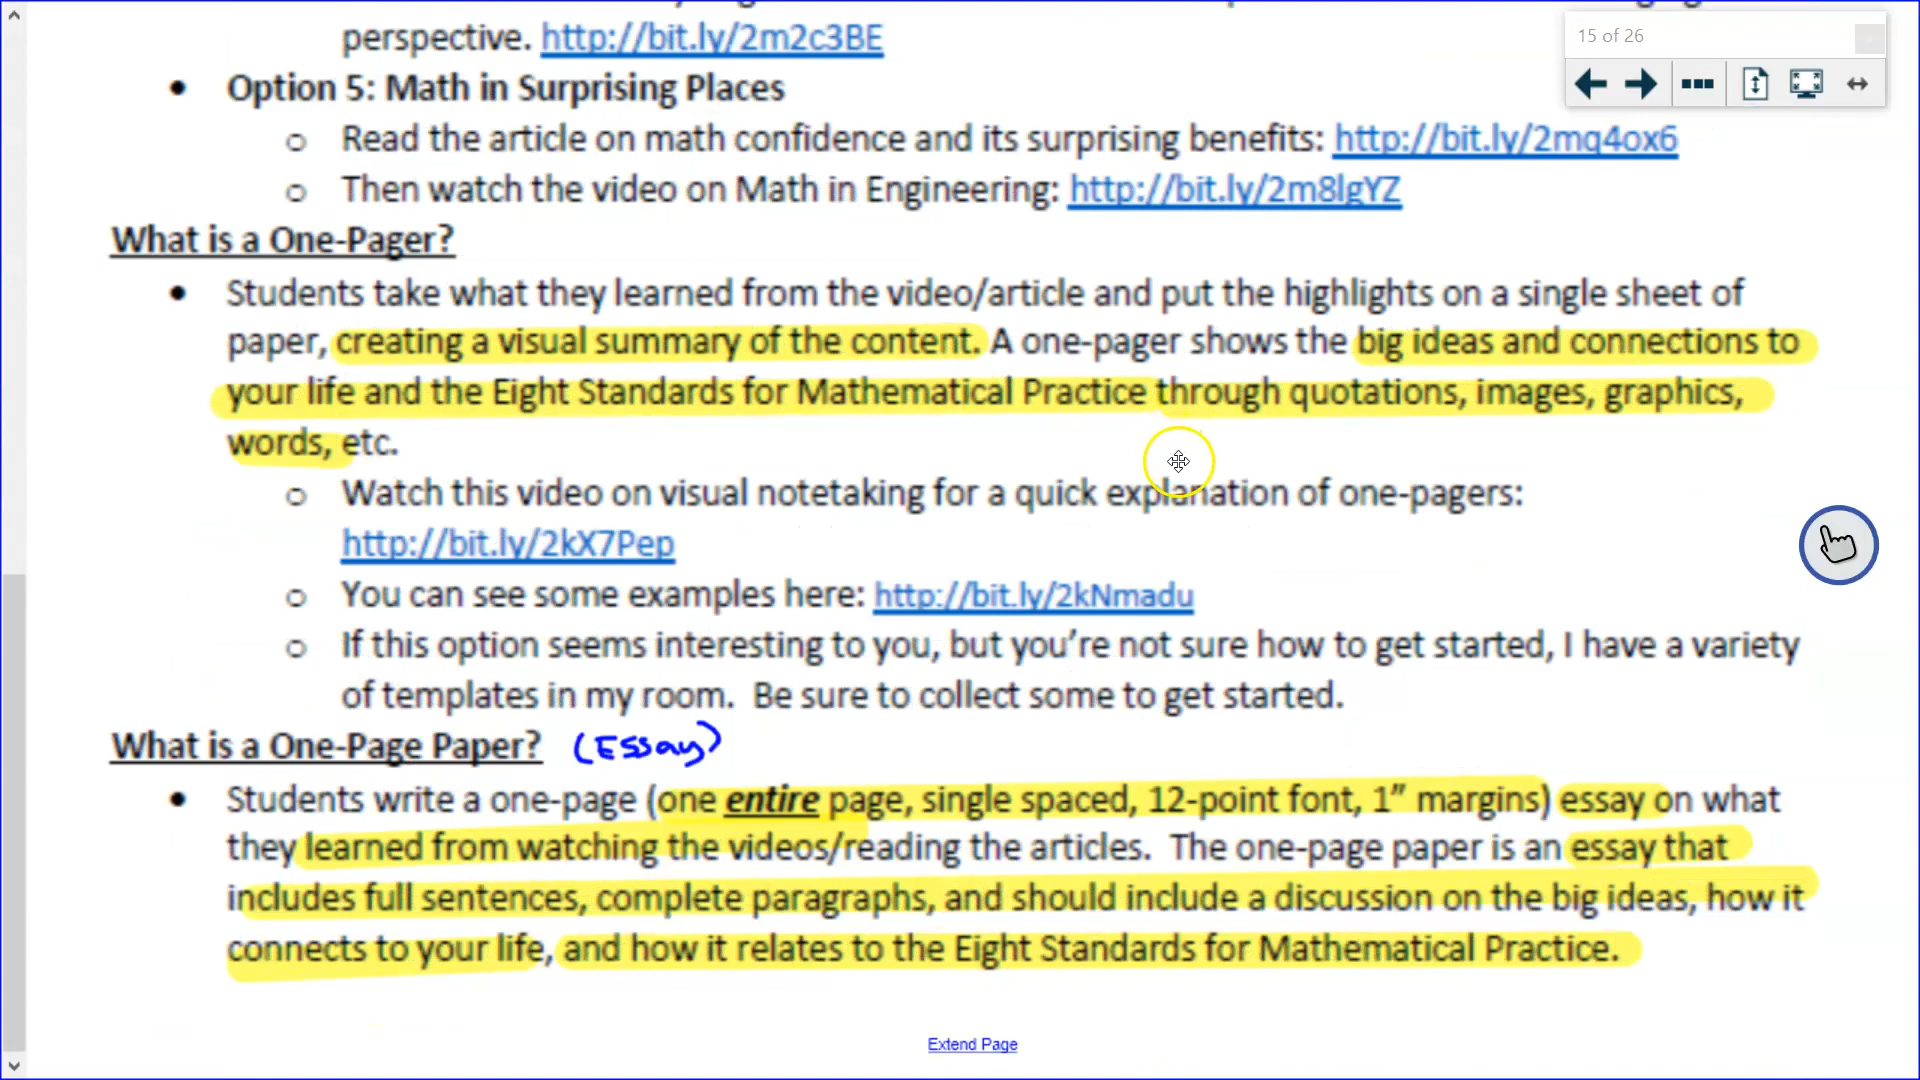 perspective. http://bit.ly/2m2c3BE
15 of 26
• Option 5: Math in Surprising Places
o Read the article on math confidence and its surprising benefits: http://bit.ly/2mq4ox6
o Then watch the video on Math in Engineering: http://bit.ly/2m8lgYZ
What is a One-Pager?
• Students take what they learned from the video/article and put the highlights on a single sheet of
paper, creating a visual summary of the content. A one-pager shows the big ideas and connections to
your life and the Eight Standards for Mathematical Practice through quotations, images, graphics,
words, etc.
o Watch this video on visual notetaking for a quick explanation of one-pagers:
http://bit.ly/2kX7Pep
o You can see some examples here: http://bit.ly/2kNmadu
o If this option seems interesting to you, but you’re not sure how to get started, I have a variety
of templates in my room. Be sure to collect some to get started.
What is a One-Page Paper? (Essay)
• Students write a one-page (one entire page, single spaced, 12-point font, 1” margins) essay on what
they learned from watching the videos/reading the articles. The one-page paper is an essay that
includes full sentences, complete paragraphs, and should include a discussion on the big ideas, how it
connects to your life, and how it relates to the Eight Standards for Mathematical Practice.
Extend Page